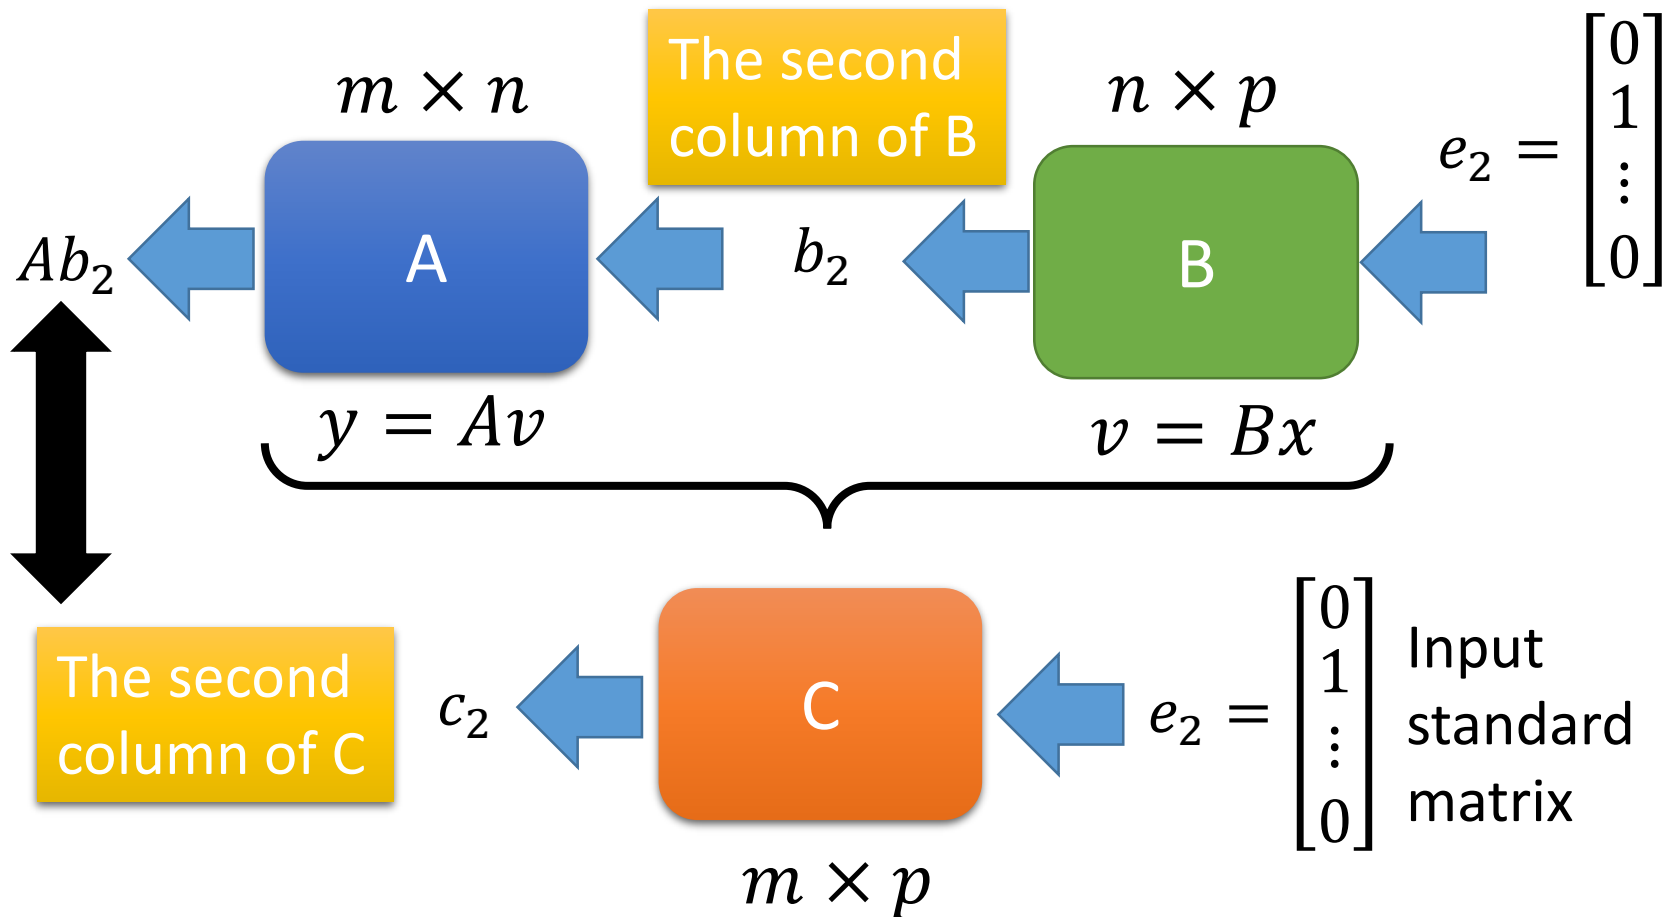 The second
column of B
m × n
n × p
e₂ = [0 1 ⋮ 0]
Ab₂
A
b₂
B
y = Av
v = Bx
The second
column of C
c₂
C
e₂ = [0 1 ⋮ 0]
Input
standard
matrix
m × p